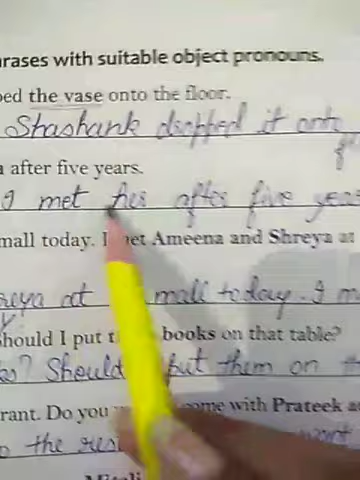 rases with suitable object pronouns.
ped the vase onto the floor.
Shashank dropped it onto
after five years.
I met her after five yea
mall today. I met Ameena and Shreya at
reya at mall today. I m
hould I put books on that table?
s? Should put them on
rant. Do you come with Prateek a
o the res want